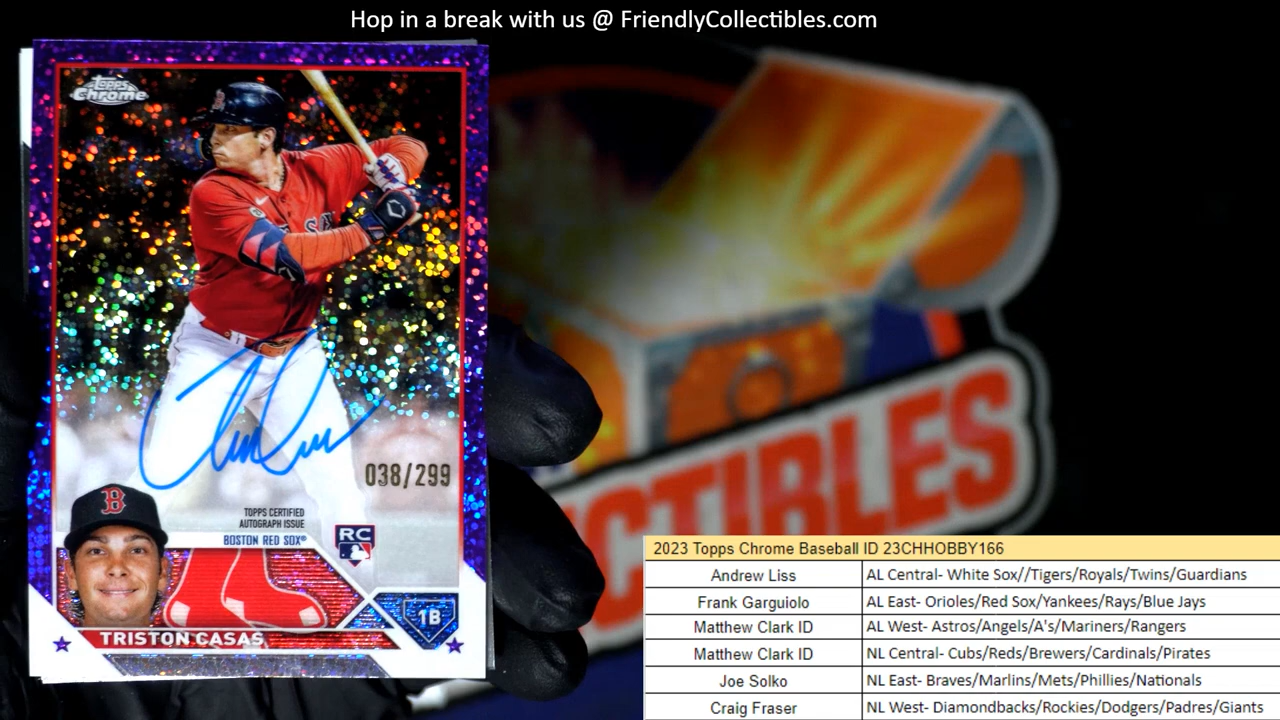 Hop in a break with us @ FriendlyCollectibles.com
Topps
Chrome
B
038/299
TOPPS CERTIFIED
AUTOGRAPH ISSUE
BOSTON RED SOX®
RC
B
1B
TRISTON CASAS
CTIBLES
2023 Topps Chrome Baseball ID 23CHHOBBY166
Andrew Liss AL Central- White Sox//Tigers/Royals/Twins/Guardians
Frank Garguiolo AL East- Orioles/Red Sox/Yankees/Rays/Blue Jays
Matthew Clark ID AL West- Astros/Angels/A's/Mariners/Rangers
Matthew Clark ID NL Central- Cubs/Reds/Brewers/Cardinals/Pirates
Joe Solko NL East- Braves/Marlins/Mets/Phillies/Nationals
Craig Fraser NL West- Diamondbacks/Rockies/Dodgers/Padres/Giants